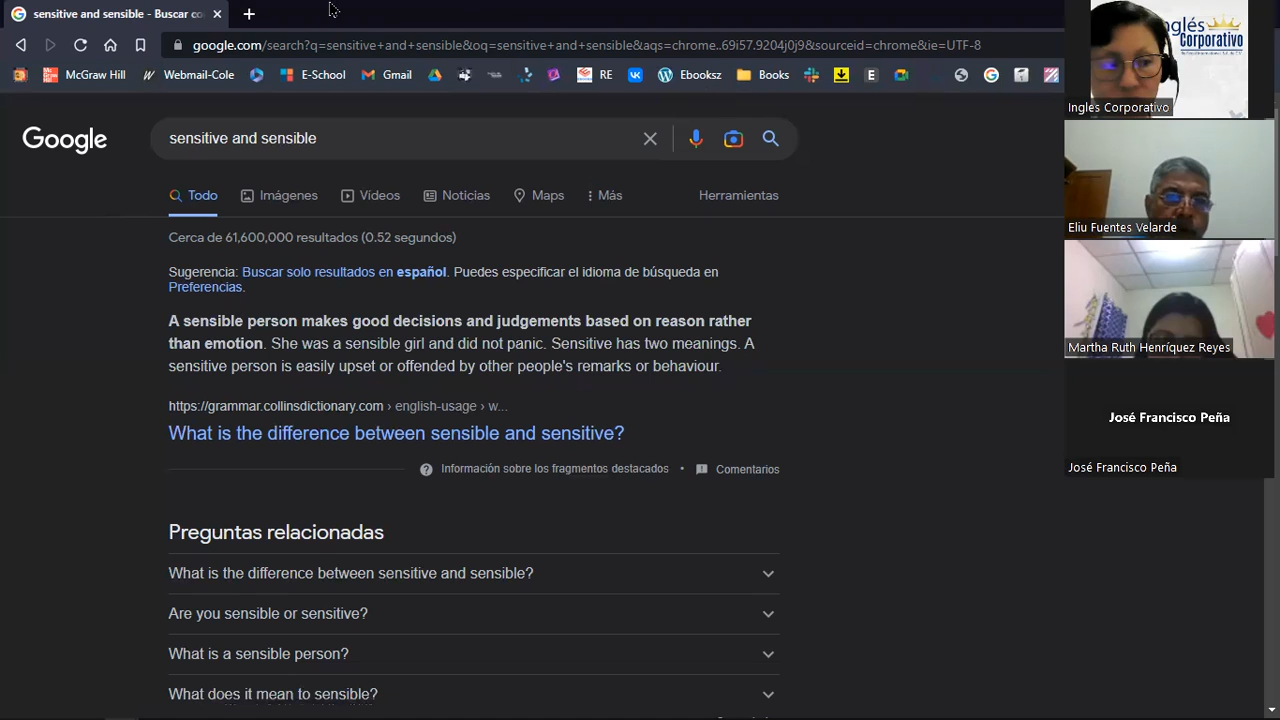 sensitive and sensible - Buscar co
google.com/search?q=sensitive+and+sensible&oq=sensitive+and+sensible&aqs=chrome..69i57.9204j0j9&sourceid=chrome&ie=UTF-8
McGraw Hill
Webmail-Cole
E-School
Gmail
RE
Ebooksz
Books
Google
sensitive and sensible
Todo
Imágenes
Vídeos
Noticias
Maps
Más
Herramientas
Cerca de 61,600,000 resultados (0.52 segundos)
Sugerencia: Buscar solo resultados en español. Puedes especificar el idioma de búsqueda en
Preferencias.
A sensible person makes good decisions and judgements based on reason rather
than emotion. She was a sensible girl and did not panic. Sensitive has two meanings. A
sensitive person is easily upset or offended by other people's remarks or behaviour.
https://grammar.collinsdictionary.com › english-usage › w...
What is the difference between sensible and sensitive?
Información sobre los fragmentos destacados • Comentarios
Preguntas relacionadas
What is the difference between sensitive and sensible?
Are you sensible or sensitive?
What is a sensible person?
What does it mean to sensible?
Inglés
Corporativo
Ingles Corporativo
Eliu Fuentes Velarde
Martha Ruth Henríquez Reyes
José Francisco Peña
José Francisco Peña